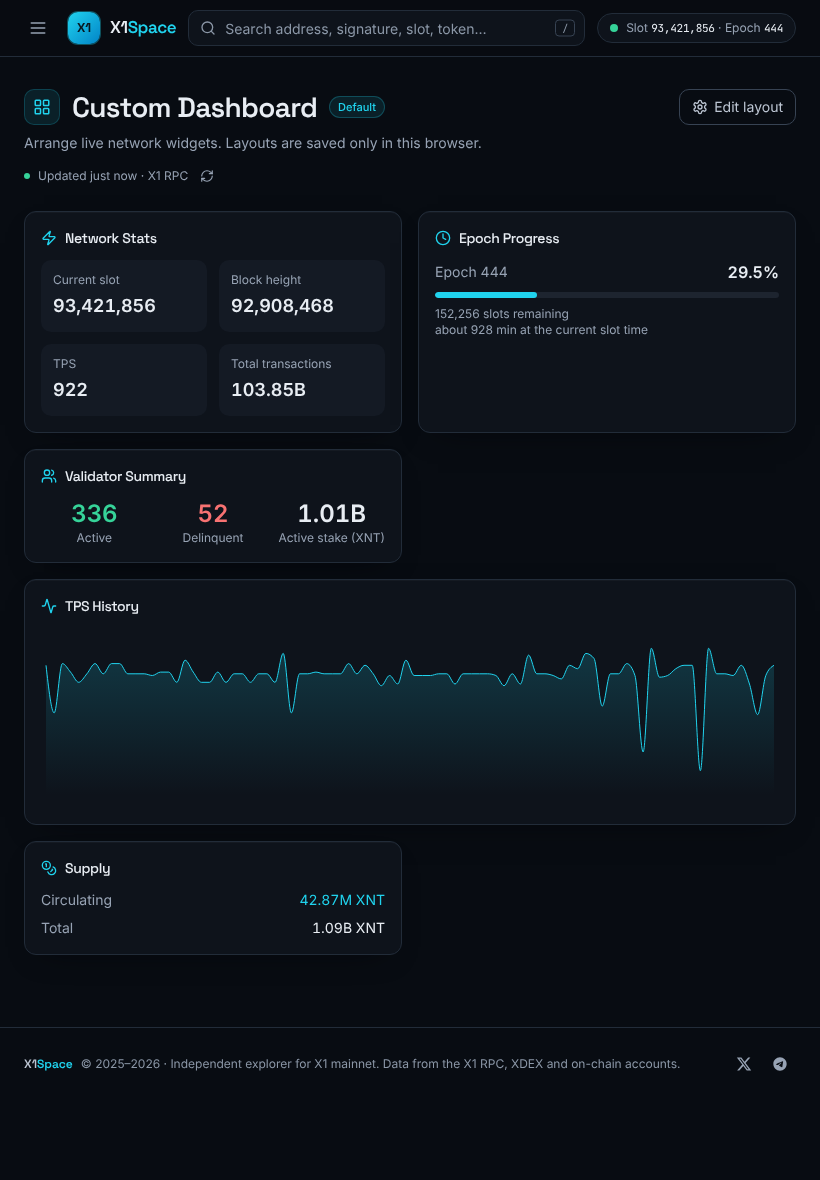 X1 X1Space Search address, signature, slot, token... / Slot 93,421,856 · Epoch 444
Custom Dashboard Default Edit layout
Arrange live network widgets. Layouts are saved only in this browser.
Updated just now · X1 RPC
Network Stats
Current slot
93,421,856
Block height
92,908,468
TPS
922
Total transactions
103.85B
Epoch Progress
Epoch 444 29.5%
152,256 slots remaining
about 928 min at the current slot time
Validator Summary
336 52 1.01B
Active Delinquent Active stake (XNT)
TPS History
Supply
Circulating 42.87M XNT
Total 1.09B XNT
X1Space © 2025–2026 · Independent explorer for X1 mainnet. Data from the X1 RPC, XDEX and on-chain accounts.